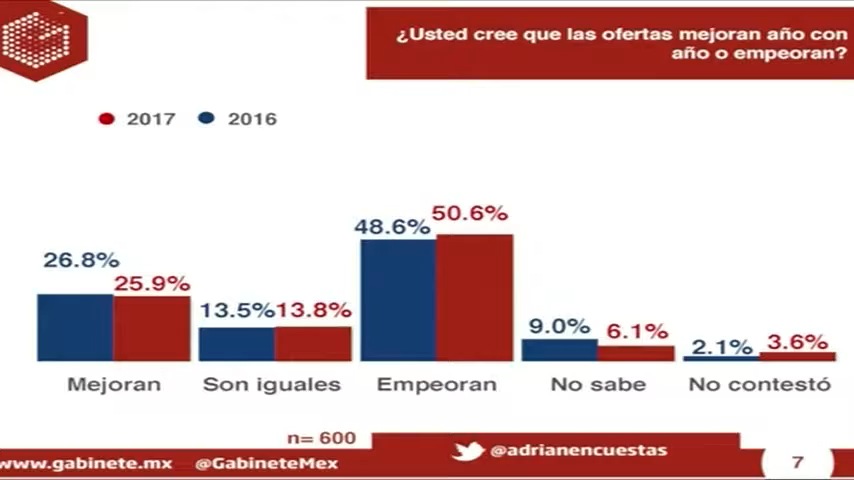 ¿Usted cree que las ofertas mejoran año con
año o empeoran?
2017 2016
26.8% 25.9% 13.5% 13.8% 48.6% 50.6% 9.0% 6.1% 2.1% 3.6%
Mejoran Son iguales Empeoran No sabe No contestó
n= 600
www.gabinete.mx @GabineteMex @adrianencuestas 7